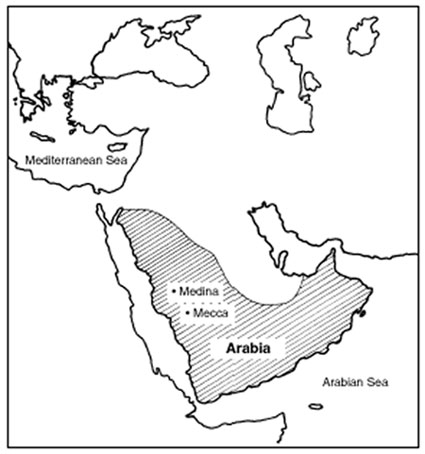 Mediterranean Sea
• Medina
• Mecca
Arabia
Arabian Sea